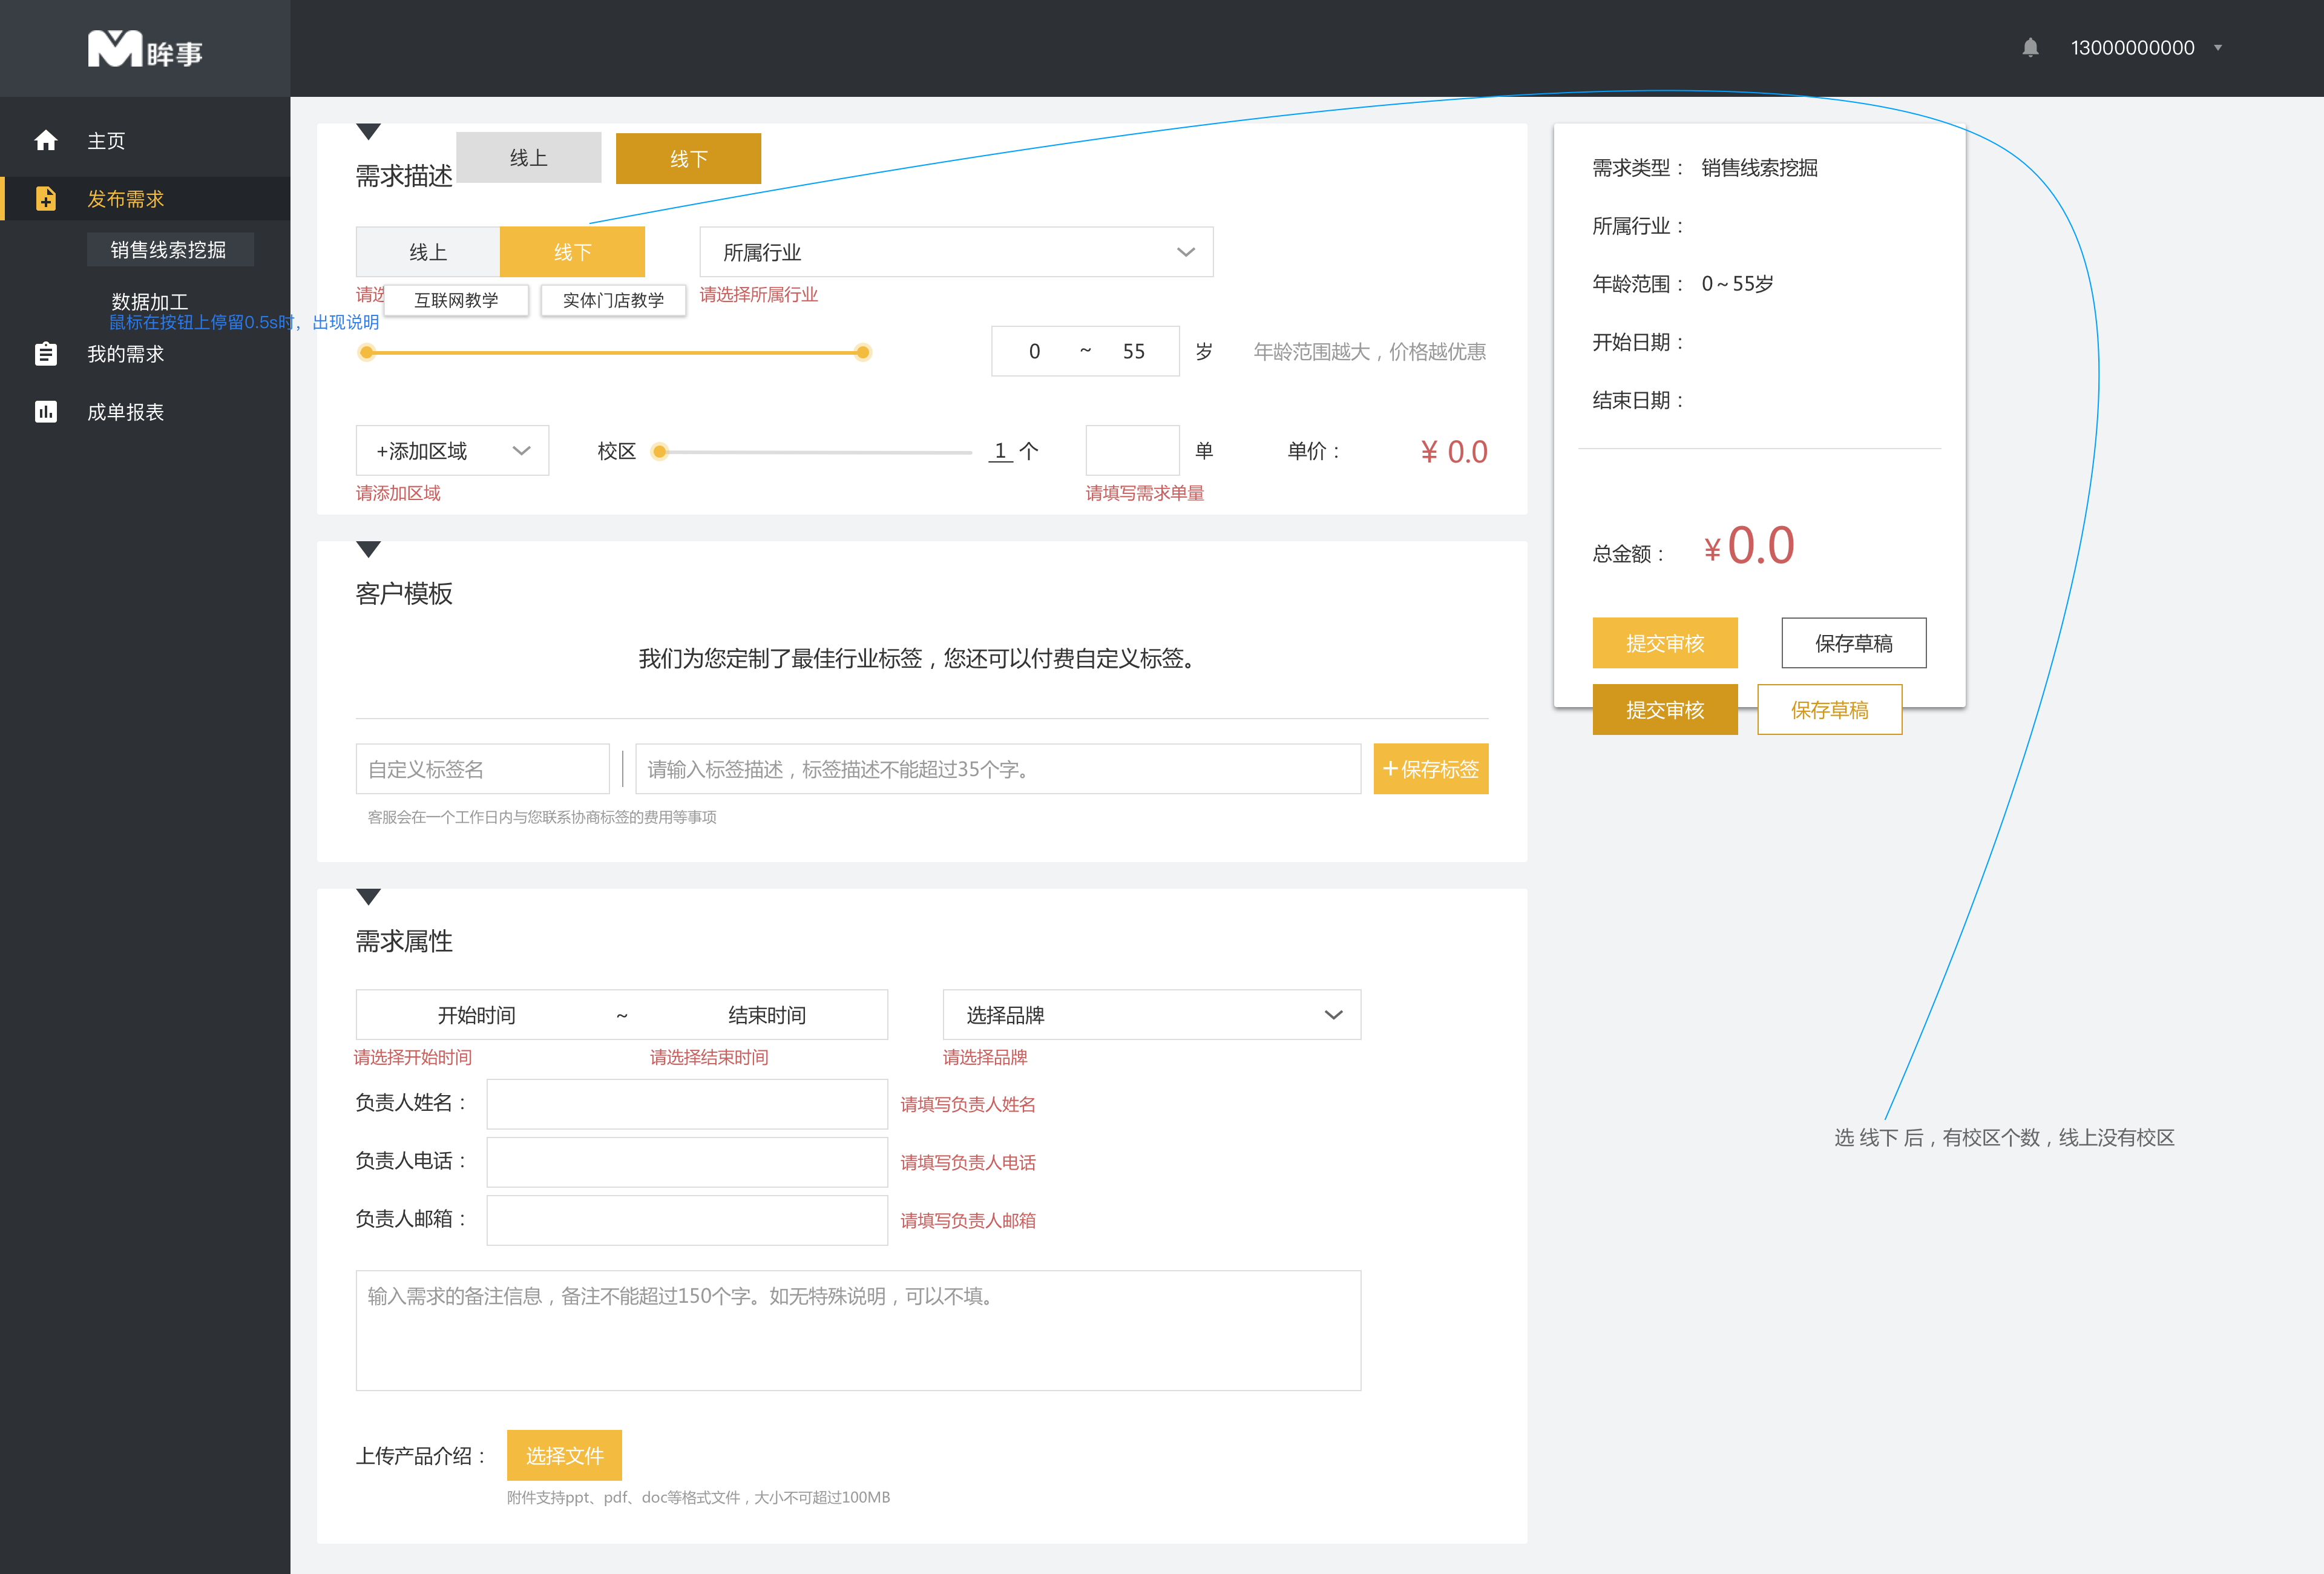 眸事
13000000000
主页
发布需求
销售线索挖掘
数据加工
鼠标在按钮上停留0.5s时，出现说明
我的需求
成单报表
需求描述
线上
线下
线上
线下
所属行业
请选
互联网教学
实体门店教学
请选择所属行业
0 ~ 55 岁
年龄范围越大，价格越优惠
+添加区域
校区
1 个
单
单价：
¥ 0.0
请添加区域
请填写需求单量
客户模板
我们为您定制了最佳行业标签，您还可以付费自定义标签。
自定义标签名
请输入标签描述，标签描述不能超过35个字。
+保存标签
客服会在一个工作日内与您联系协商标签的费用等事项
需求属性
开始时间 ~ 结束时间
选择品牌
请选择开始时间
请选择结束时间
请选择品牌
负责人姓名：
请填写负责人姓名
负责人电话：
请填写负责人电话
负责人邮箱：
请填写负责人邮箱
输入需求的备注信息，备注不能超过150个字。如无特殊说明，可以不填。
上传产品介绍：
选择文件
附件支持ppt、pdf、doc等格式文件，大小不可超过100MB
需求类型： 销售线索挖掘
所属行业：
年龄范围： 0~55岁
开始日期：
结束日期：
总金额： ¥0.0
提交审核
保存草稿
提交审核
保存草稿
选 线下 后，有校区个数，线上没有校区